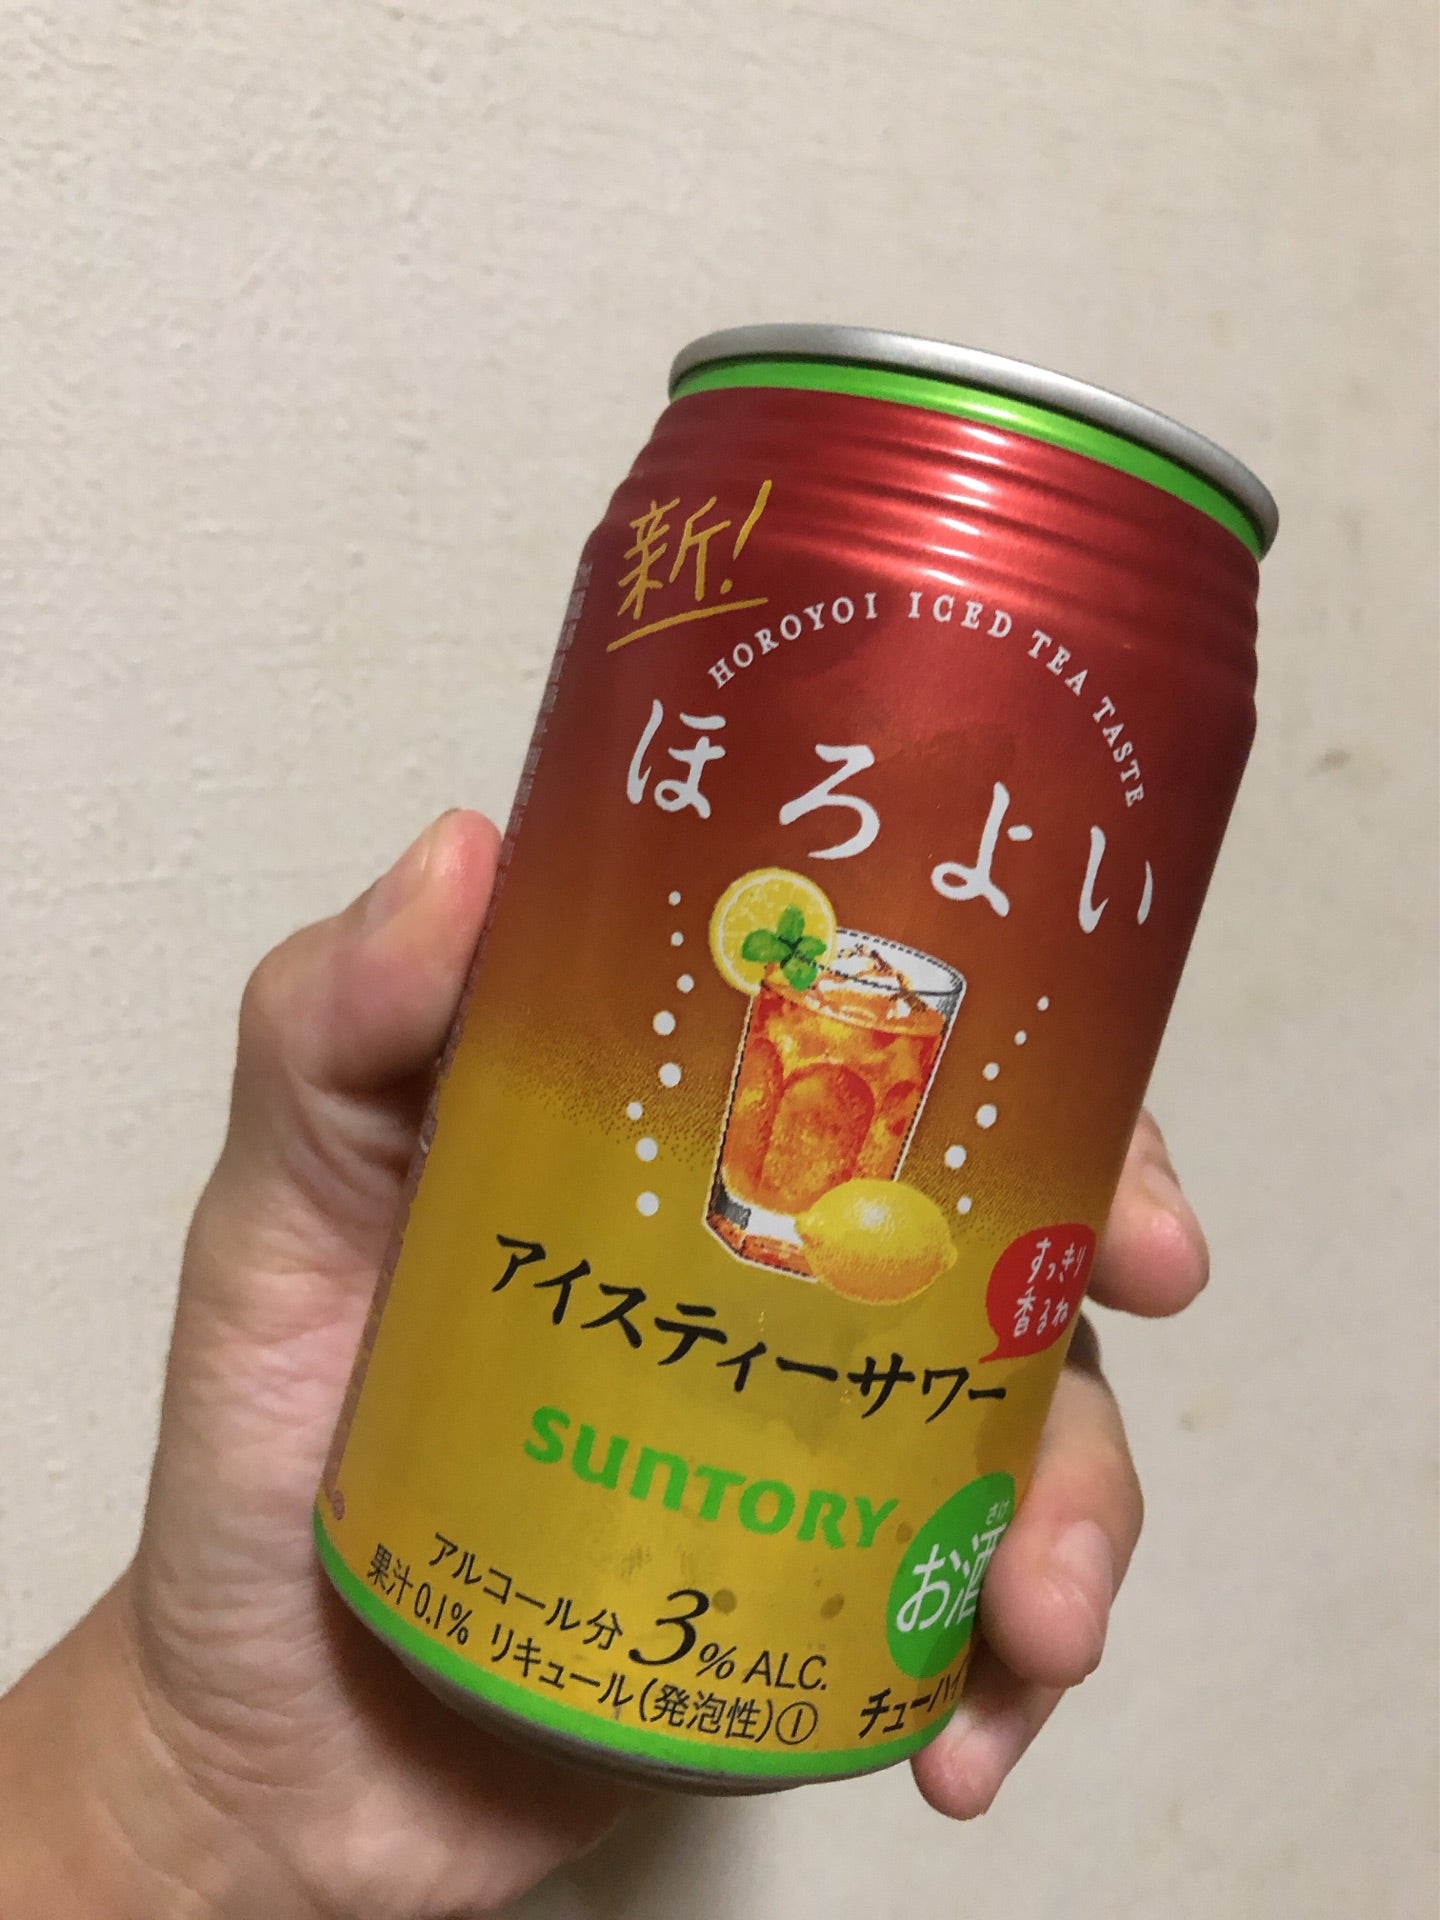 新!
HOROYOI ICED TEA TASTE
ほろよい
すっきり
香るね
アイスティーサワー
SUNTORY
さけ
お酒
アルコール分3%ALC.
果汁0.1% リキュール(発泡性)①
チューハイ